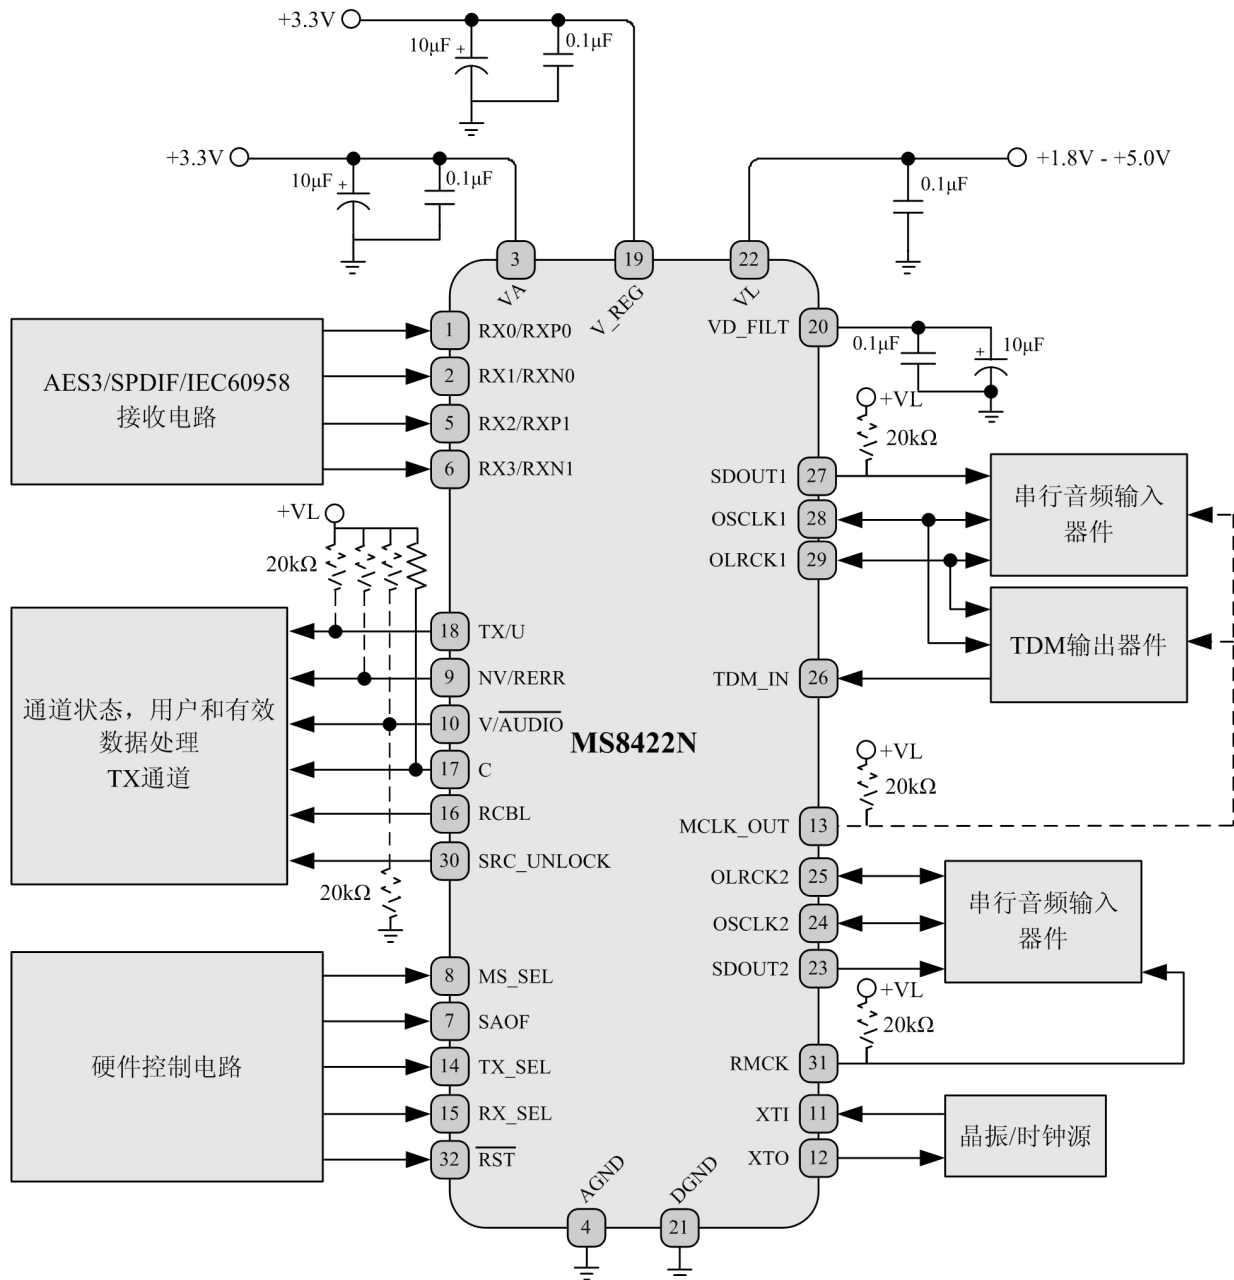 +3.3V
10μF
+
0.1μF
+3.3V
10μF
+
0.1μF
+1.8V - +5.0V
0.1μF
3
VA
19
V_REG
22
VL
AES3/SPDIF/IEC60958
接收电路
1
RX0/RXP0
2
RX1/RXN0
5
RX2/RXP1
6
RX3/RXN1
VD_FILT
20
0.1μF
+
10μF
+VL
20kΩ
SDOUT1
27
OSCLK1
28
OLRCK1
29
串行音频输入
器件
+VL
20kΩ
通道状态，用户和有效
数据处理
TX通道
18
TX/U
9
NV/RERR
10
V/AUDIO
17
C
16
RCBL
30
SRC_UNLOCK
20kΩ
TDM_IN
26
TDM输出器件
MS8422N
+VL
20kΩ
MCLK_OUT
13
OLRCK2
25
OSCLK2
24
SDOUT2
23
串行音频输入
器件
+VL
20kΩ
硬件控制电路
8
MS_SEL
7
SAOF
14
TX_SEL
15
RX_SEL
32
RST
RMCK
31
XTI
11
XTO
12
晶振/时钟源
AGND
4
DGND
21